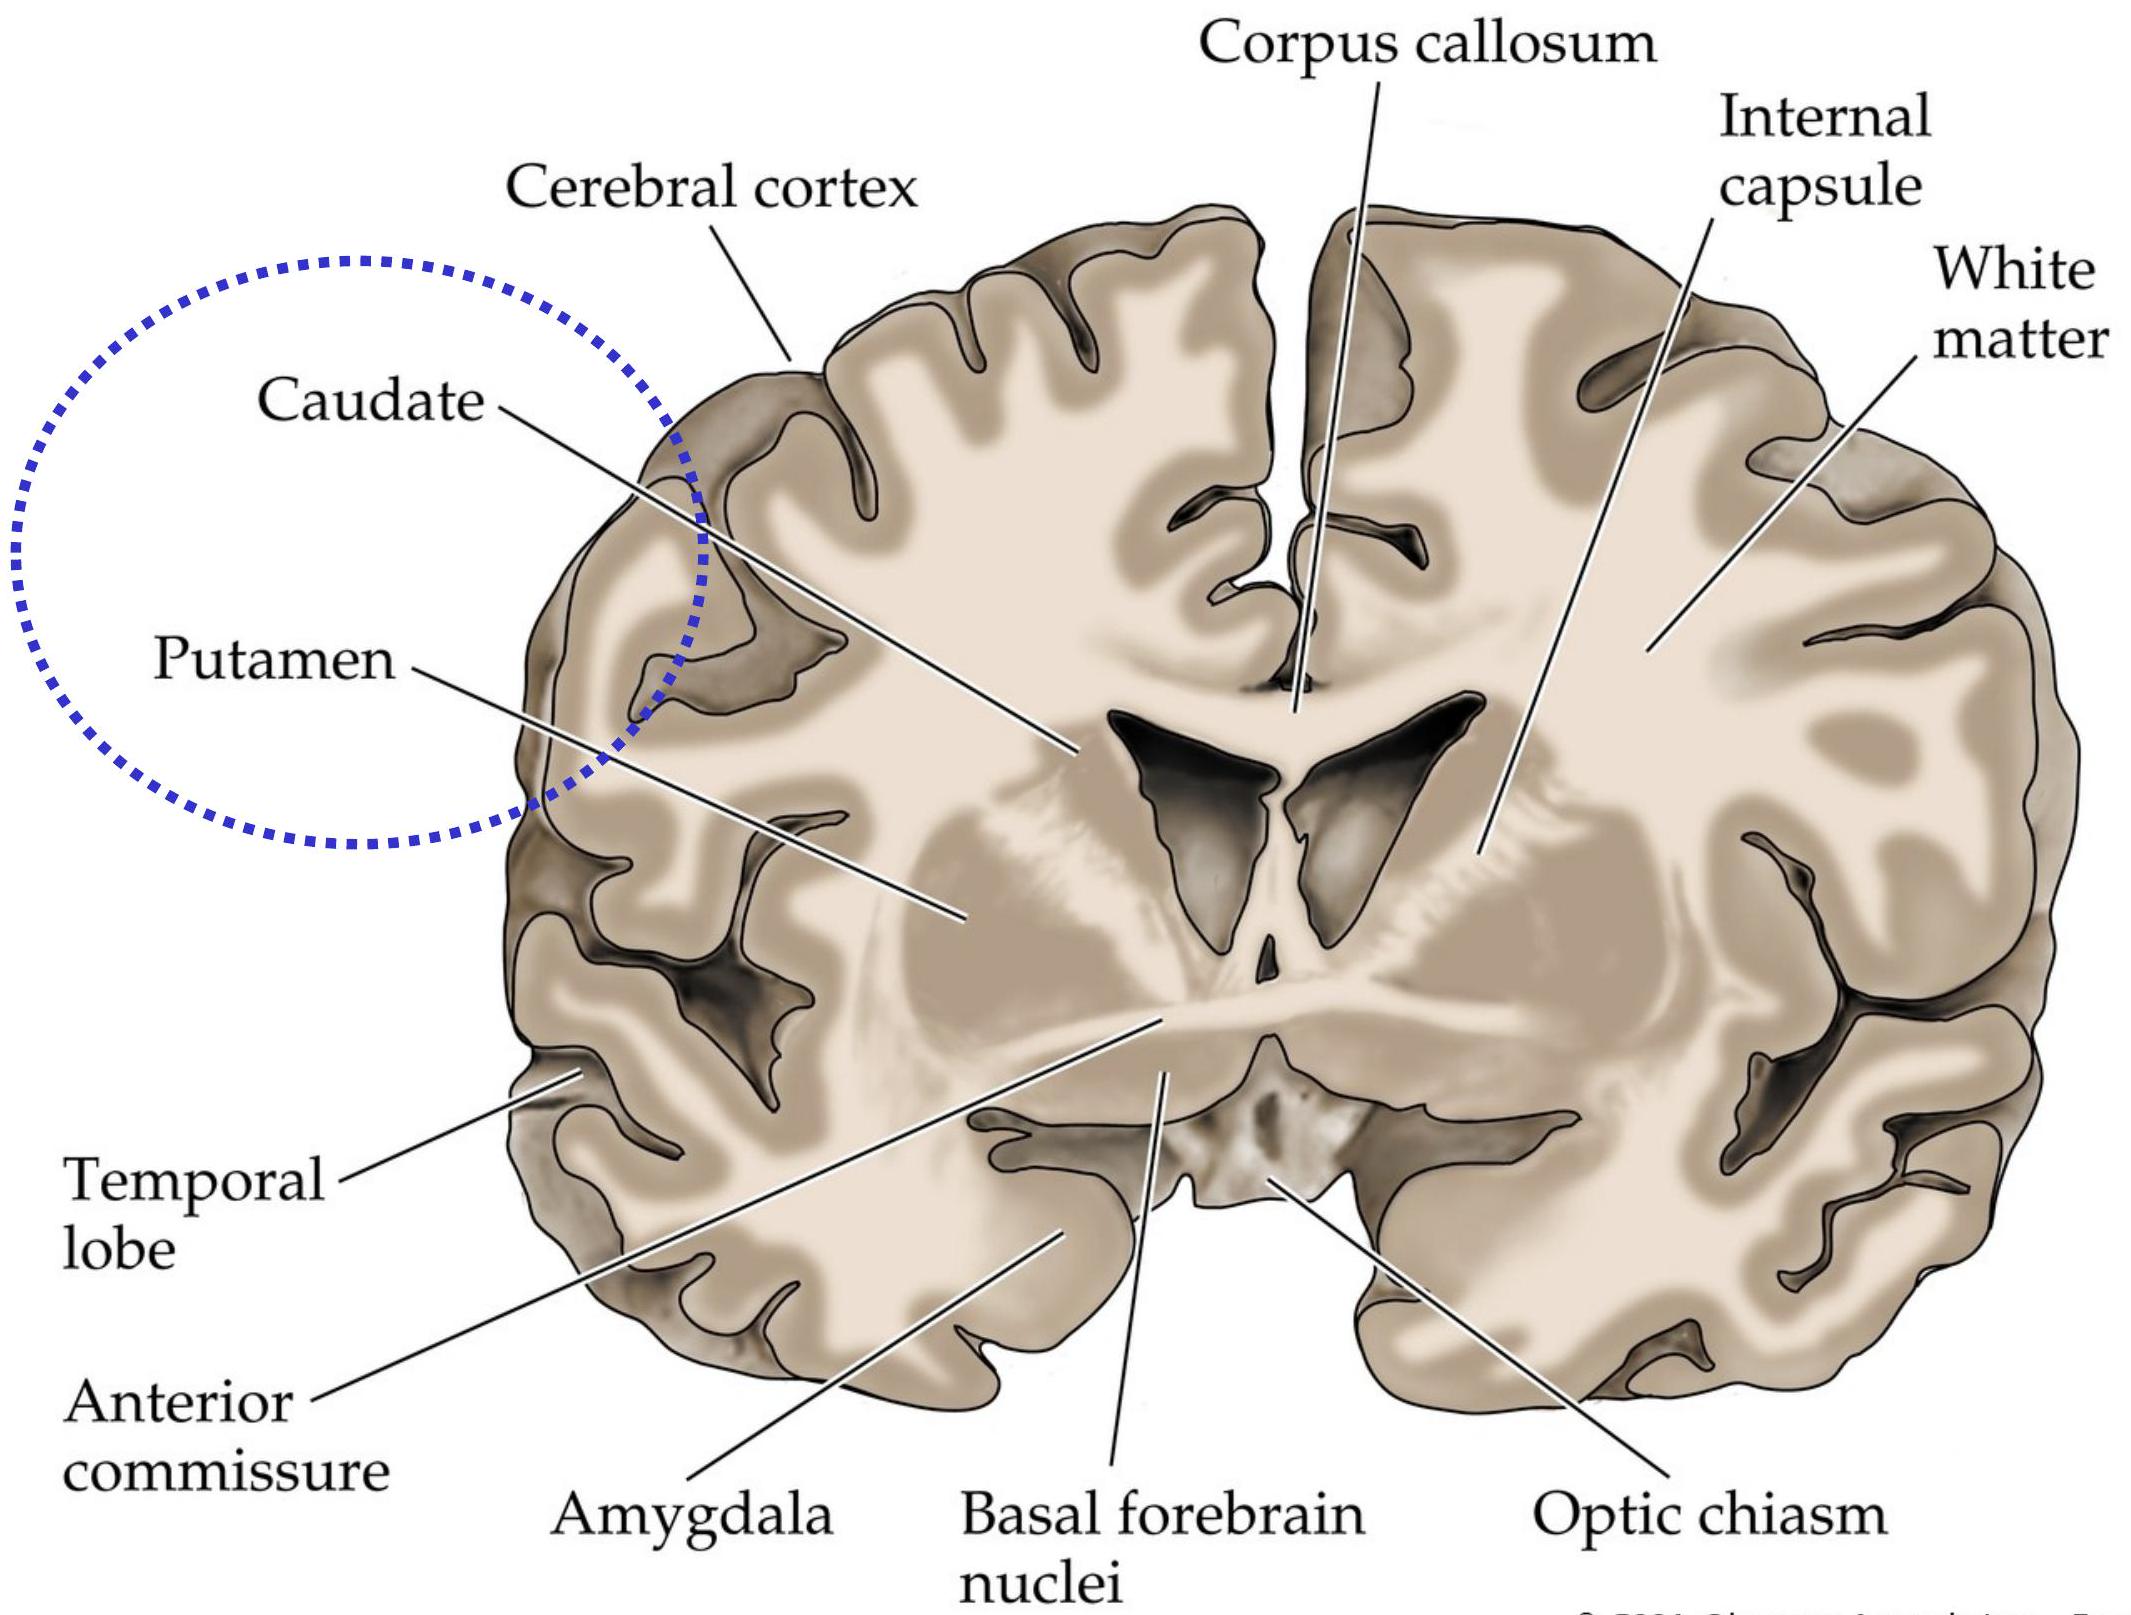 Corpus callosum
Internal
capsule
Cerebral cortex
White
matter
Caudate
Putamen
Temporal
lobe
Anterior
commissure
Amygdala
Basal forebrain
nuclei
Optic chiasm